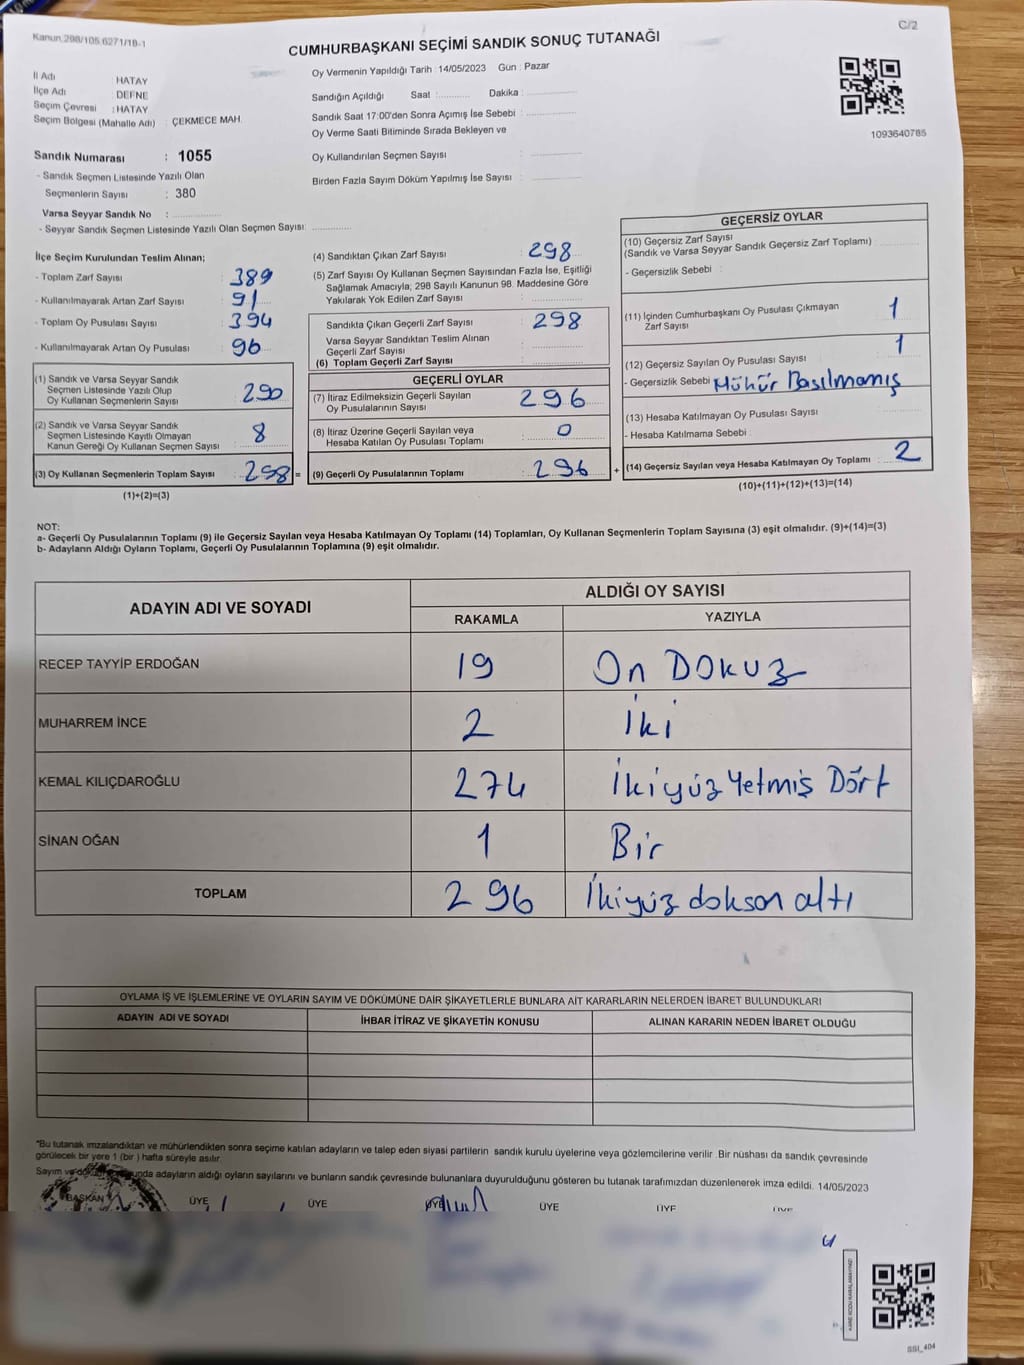 Kanun.298/105.6271/18-1
C/2
CUMHURBAŞKANI SEÇİMİ SANDIK SONUÇ TUTANAĞI
İl Adı : HATAY
İlçe Adı : DEFNE
Seçim Çevresi : HATAY
Seçim Bölgesi (Mahalle Adı) : ÇEKMECE MAH.
Sandık Numarası : 1055
- Sandık Seçmen Listesinde Yazılı Olan
Seçmenlerin Sayısı : 380
Varsa Seyyar Sandık No :
- Seyyar Sandık Seçmen Listesinde Yazılı Olan Seçmen Sayısı:
Oy Vermenin Yapıldığı Tarih : 14/05/2023 Gün : Pazar
Sandığın Açıldığı Saat : Dakika :
Sandık Saat 17:00'den Sonra Açımış İse Sebebi :
Oy Verme Saati Bitiminde Sırada Bekleyen ve
Oy Kullandırılan Seçmen Sayısı :
Birden Fazla Sayım Döküm Yapılmış İse Sayısı :
1093640785
İlçe Seçim Kurulundan Teslim Alınan;
- Toplam Zarf Sayısı : 389
- Kullanılmayarak Artan Zarf Sayısı : 91
- Toplam Oy Pusulası Sayısı : 394
- Kullanılmayarak Artan Oy Pusulası : 96
(1) Sandık ve Varsa Seyyar Sandık
Seçmen Listesinde Yazılı Olup
Oy Kullanan Seçmenlerin Sayısı : 290
(2) Sandık ve Varsa Seyyar Sandık
Seçmen Listesinde Kayıtlı Olmayan
Kanun Gereği Oy Kullanan Seçmen Sayısı : 8
(3) Oy Kullanan Seçmenlerin Toplam Sayısı : 298 =
(1)+(2)=(3)
(4) Sandıktan Çıkan Zarf Sayısı : 298
(5) Zarf Sayısı Oy Kullanan Seçmen Sayısından Fazla İse, Eşitliği
Sağlamak Amacıyla; 298 Sayılı Kanunun 98. Maddesine Göre
Yakılarak Yok Edilen Zarf Sayısı :
Sandıkta Çıkan Geçerli Zarf Sayısı : 298
Varsa Seyyar Sandıktan Teslim Alınan
Geçerli Zarf Sayısı :
(6) Toplam Geçerli Zarf Sayısı :
GEÇERLİ OYLAR
(7) İtiraz Edilmeksizin Geçerli Sayılan
Oy Pusulalarının Sayısı : 296
(8) İtiraz Üzerine Geçerli Sayılan veya
Hesaba Katılan Oy Pusulası Toplamı : 0
(9) Geçerli Oy Pusulalarının Toplamı : 296 +
GEÇERSİZ OYLAR
(10) Geçersiz Zarf Sayısı
(Sandık ve Varsa Seyyar Sandık Geçersiz Zarf Toplamı) :
- Geçersizlik Sebebi :
(11) İçinden Cumhurbaşkanı Oy Pusulası Çıkmayan
Zarf Sayısı : 1
(12) Geçersiz Sayılan Oy Pusulası Sayısı : 1
- Geçersizlik Sebebi Mühür Basılmamış
(13) Hesaba Katılmayan Oy Pusulası Sayısı :
- Hesaba Katılmama Sebebi :
(14) Geçersiz Sayılan veya Hesaba Katılmayan Oy Toplamı : 2
(10)+(11)+(12)+(13)=(14)
NOT:
a- Geçerli Oy Pusulalarının Toplamı (9) ile Geçersiz Sayılan veya Hesaba Katılmayan Oy Toplamı (14) Toplamları, Oy Kullanan Seçmenlerin Toplam Sayısına (3) eşit olmalıdır. (9)+(14)=(3)
b- Adayların Aldığı Oyların Toplamı, Geçerli Oy Pusulalarının Toplamına (9) eşit olmalıdır.
ADAYIN ADI VE SOYADI
ALDIĞI OY SAYISI
RAKAMLA YAZIYLA
RECEP TAYYİP ERDOĞAN 19 On DOKUZ
MUHARREM İNCE 2 İki
KEMAL KILIÇDAROĞLU 274 İkiyüz Yetmiş Dört
SİNAN OĞAN 1 Bir
TOPLAM 296 İkiyüz doksan altı
OYLAMA İŞ VE İŞLEMLERİNE VE OYLARIN SAYIM VE DÖKÜMÜNE DAİR ŞİKAYETLERLE BUNLARA AİT KARARLARIN NELERDEN İBARET BULUNDUKLARI
ADAYIN ADI VE SOYADI İHBAR İTİRAZ VE ŞİKAYETİN KONUSU ALINAN KARARIN NEDEN İBARET OLDUĞU
*Bu tutanak imzalandıktan ve mühürlendikten sonra seçime katılan adayların ve talep eden siyasi partilerin sandık kurulu üyelerine veya gözlemcilerine verilir. Bir nüshası da sandık çevresinde
görülecek bir yere 1 (bir ) hafta süreyle asılır.
Sayım ve adayların aldığı oyların sayılarını ve bunların sandık çevresinde bulunanlara duyurulduğunu gösteren bu tutanak tarafımızdan düzenlenerek imza edildi. 14/05/2023
BAŞKAN ÜYE ÜYE ÜYE ÜYE ÜYE ÜYE
SSI_404